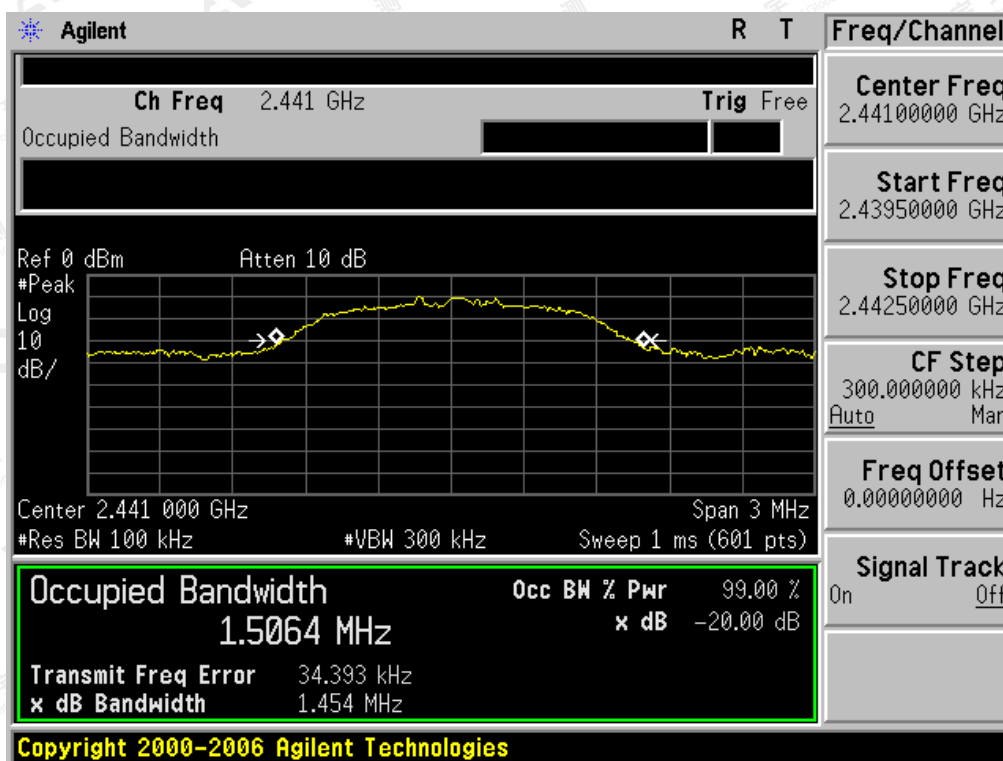 Agilent R T Freq/Channel
Ch Freq 2.441 GHz Trig Free
Occupied Bandwidth
Center Freq
2.44100000 GHz
Start Freq
2.43950000 GHz
Stop Freq
2.44250000 GHz
CF Step
300.000000 kHz
Auto Man
Freq Offset
0.00000000 Hz
Signal Track
On Off
Ref 0 dBm Atten 10 dB
#Peak
Log
10
dB/
Center 2.441 000 GHz Span 3 MHz
#Res BW 100 kHz #VBW 300 kHz Sweep 1 ms (601 pts)
Occupied Bandwidth Occ BW % Pwr 99.00 %
1.5064 MHz x dB -20.00 dB
Transmit Freq Error 34.393 kHz
x dB Bandwidth 1.454 MHz
Copyright 2000-2006 Agilent Technologies